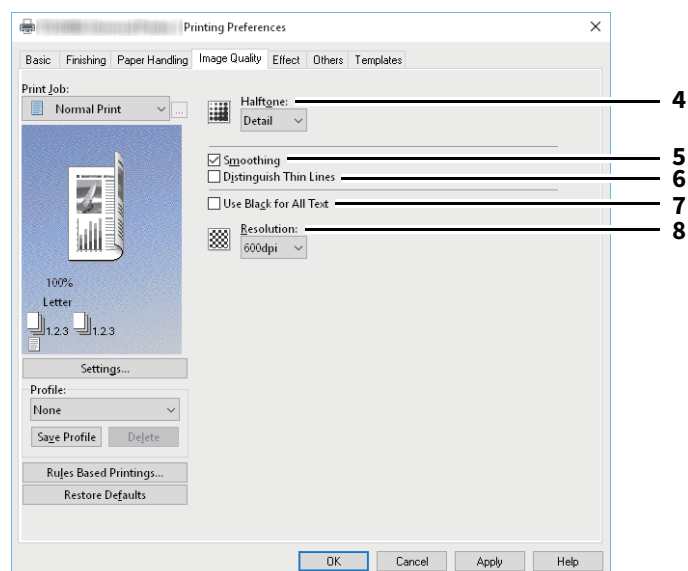 Printing Preferences
Basic Finishing Paper Handling Image Quality Effect Others Templates
Print Job:
Normal Print
...
100%
Letter
1.2.3 1.2.3
Settings...
Profile:
None
Save Profile Delete
Rules Based Printings...
Restore Defaults
Halftone: 4
Detail
Smoothing 5
Distinguish Thin Lines 6
Use Black for All Text 7
Resolution: 8
600dpi
OK Cancel Apply Help